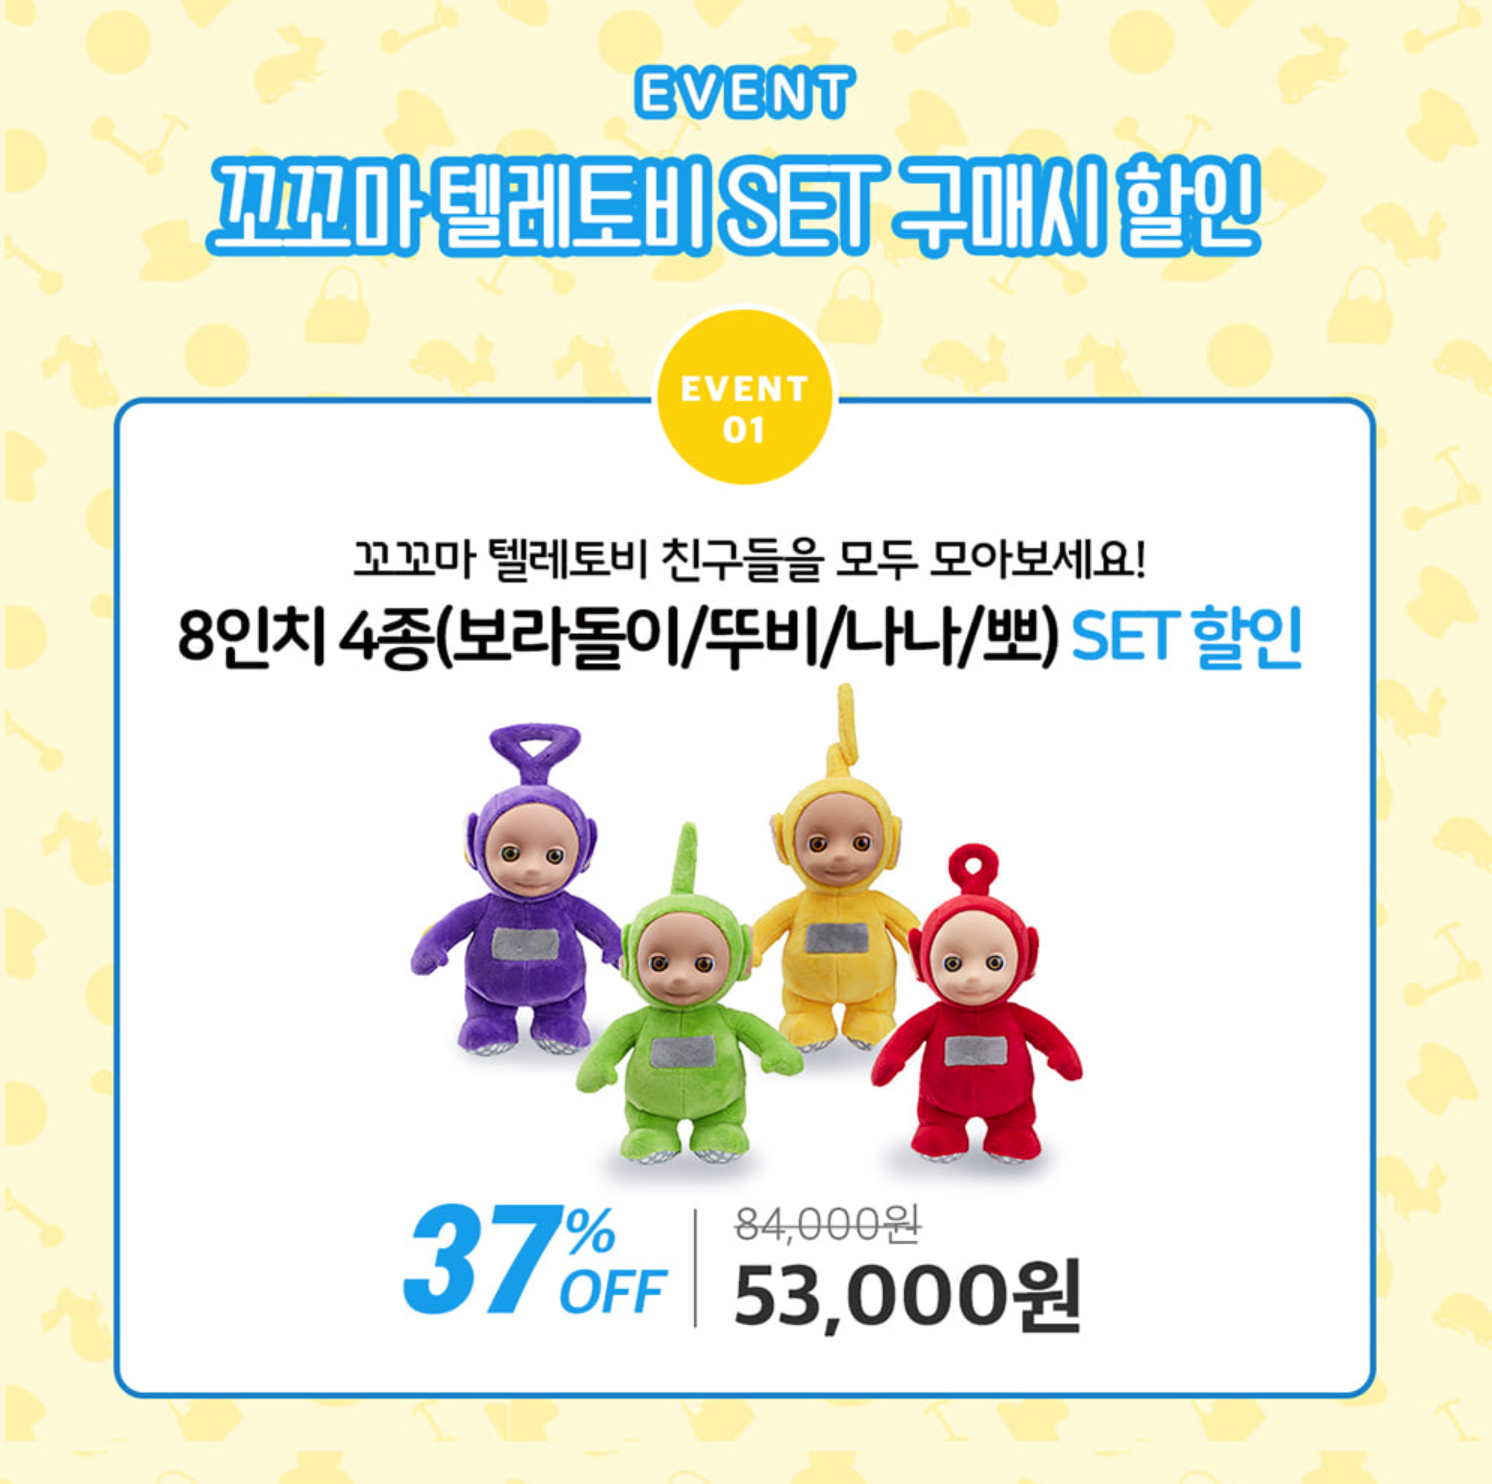 EVENT
꼬꼬마 텔레토비 SET 구매시 할인
EVENT
01
꼬꼬마 텔레토비 친구들을 모두 모아보세요!
8인치 4종(보라돌이/뚜비/나나/뽀) SET 할인
37% OFF
84,000원
53,000원